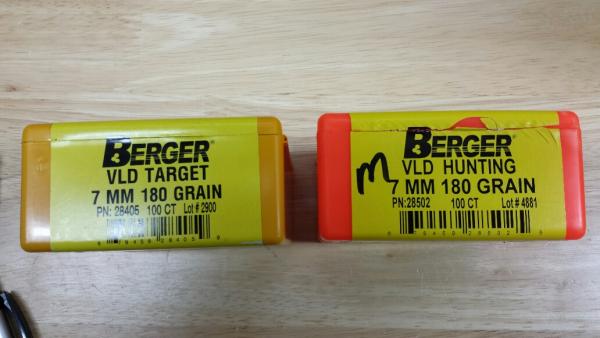 BERGER
VLD TARGET
7 MM 180 GRAIN
PN: 28405 100 CT Lot # 2900
BERGER
VLD HUNTING
m
7 MM 180 GRAIN
PN:28502 100 CT Lot # 4881